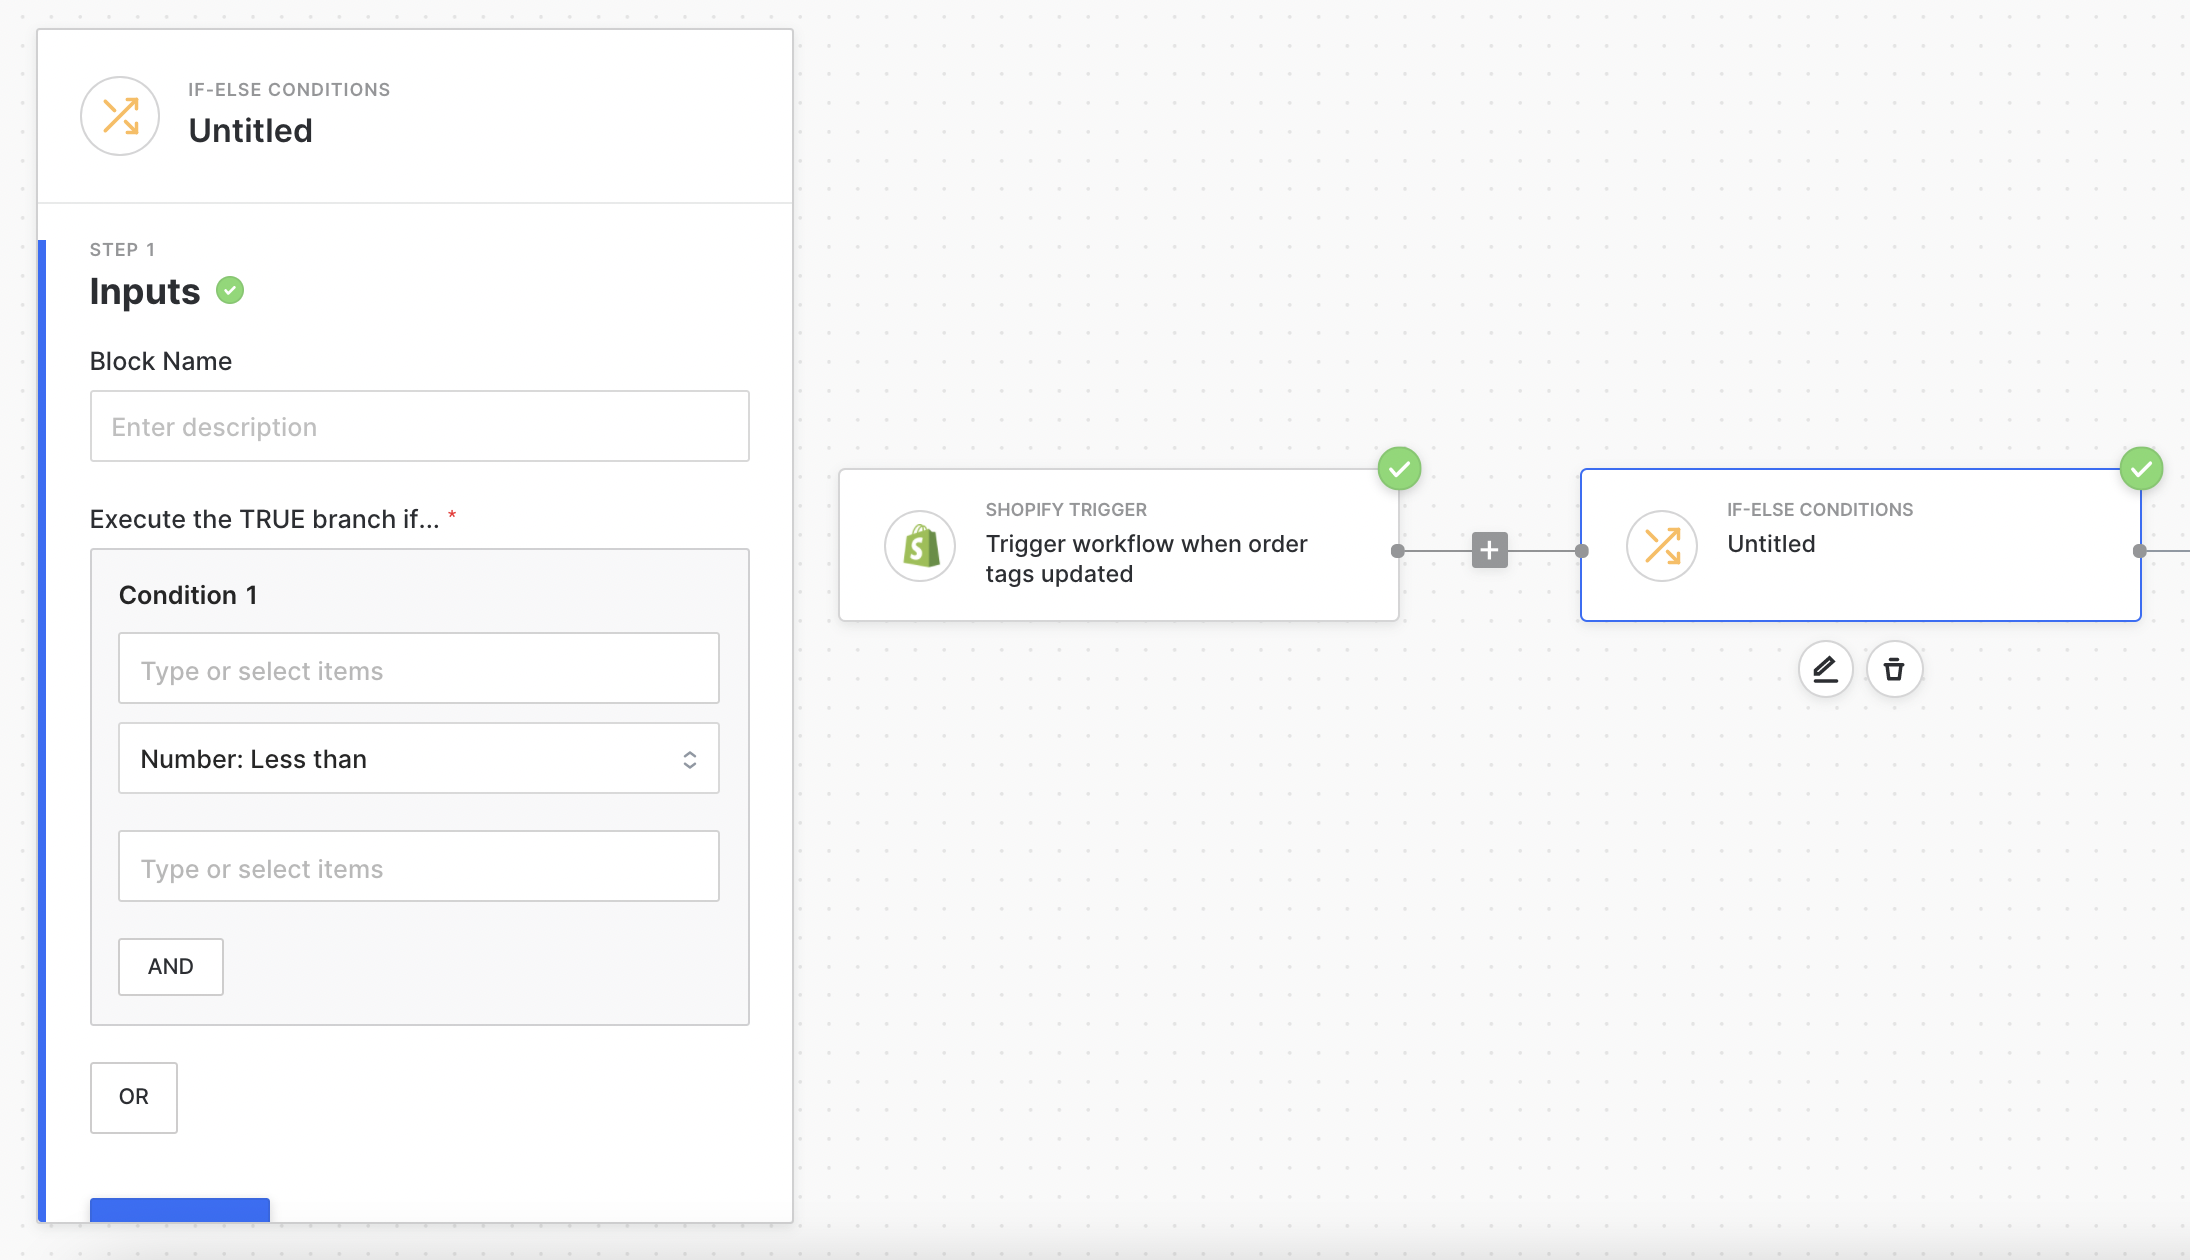 IF-ELSE CONDITIONS
Untitled
STEP 1
Inputs
Block Name
Enter description
Execute the TRUE branch if... *
Condition 1
Type or select items
Number: Less than
Type or select items
AND
OR
SHOPIFY TRIGGER
Trigger workflow when order
tags updated
IF-ELSE CONDITIONS
Untitled